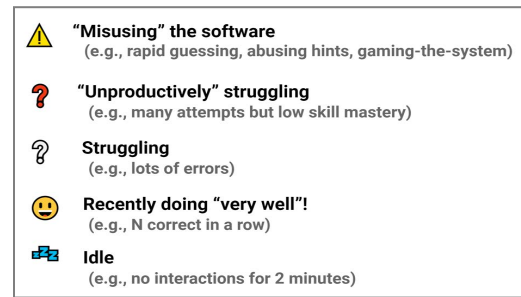 “Misusing” the software
(e.g., rapid guessing, abusing hints, gaming-the-system)
“Unproductively” struggling
(e.g., many attempts but low skill mastery)
Struggling
(e.g., lots of errors)
Recently doing “very well”!
(e.g., N correct in a row)
Idle
(e.g., no interactions for 2 minutes)